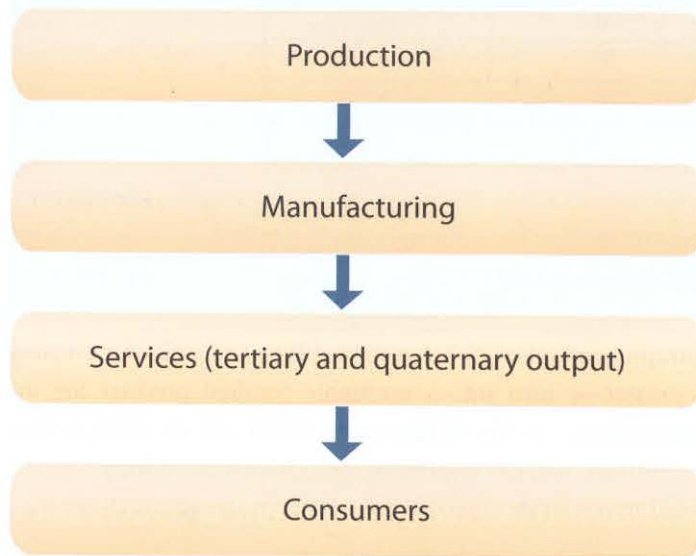 Production
Manufacturing
Services (tertiary and quaternary output)
Consumers